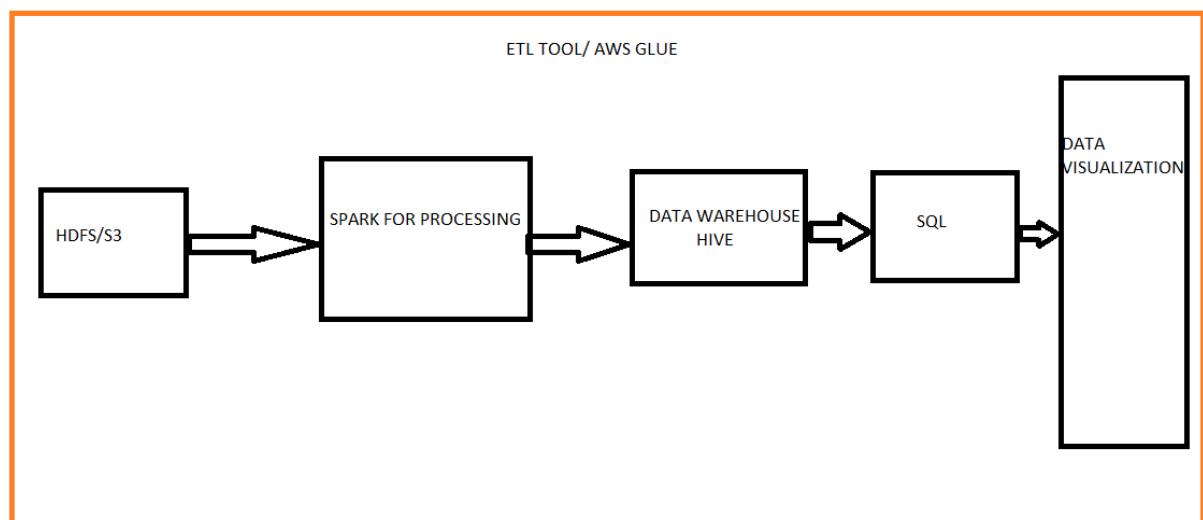 ETL TOOL/ AWS GLUE
HDFS/S3
SPARK FOR PROCESSING
DATA WAREHOUSE
HIVE
SQL
DATA
VISUALIZATION